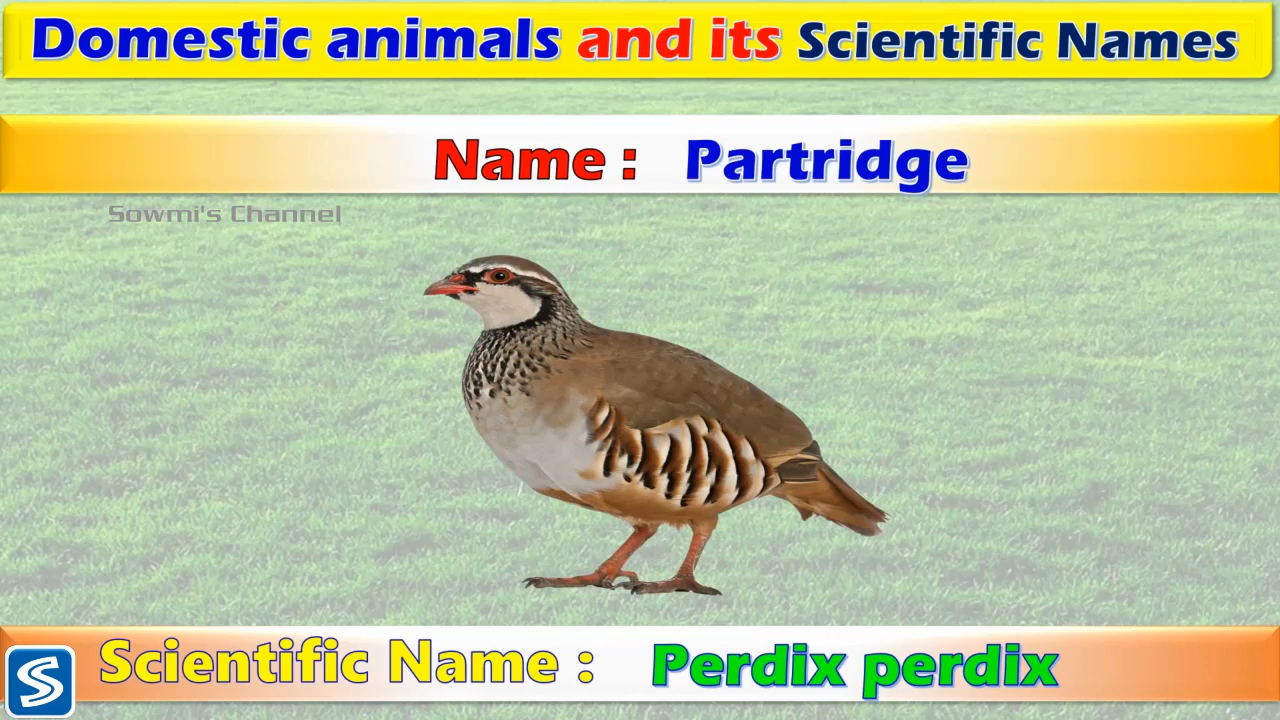 Domestic animals and its Scientific Names
Name : Partridge
Sowmi's Channel
Scientific Name : Perdix perdix
S